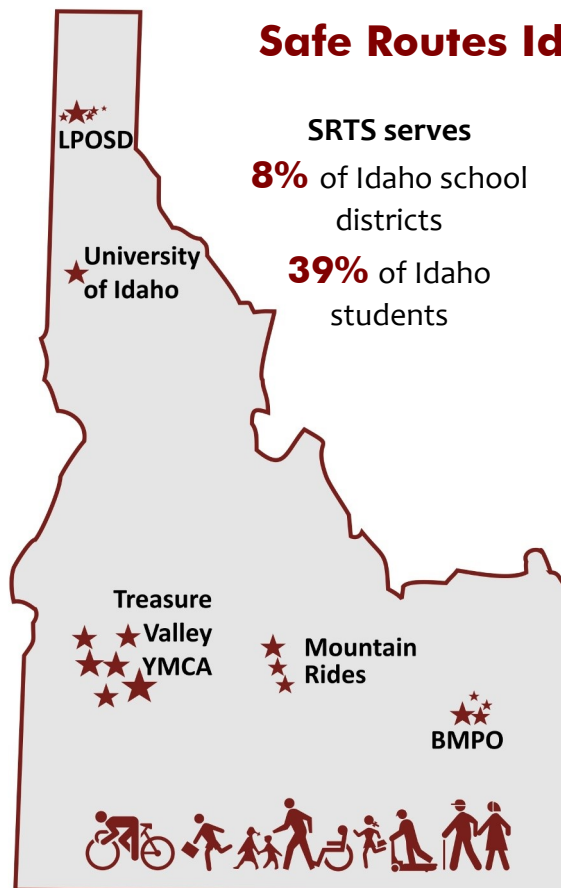 Safe Routes Id
SRTS serves
8% of Idaho school
districts
39% of Idaho
students
LPOSD
University
of Idaho
Treasure
Valley
YMCA
Mountain
Rides
BMPO